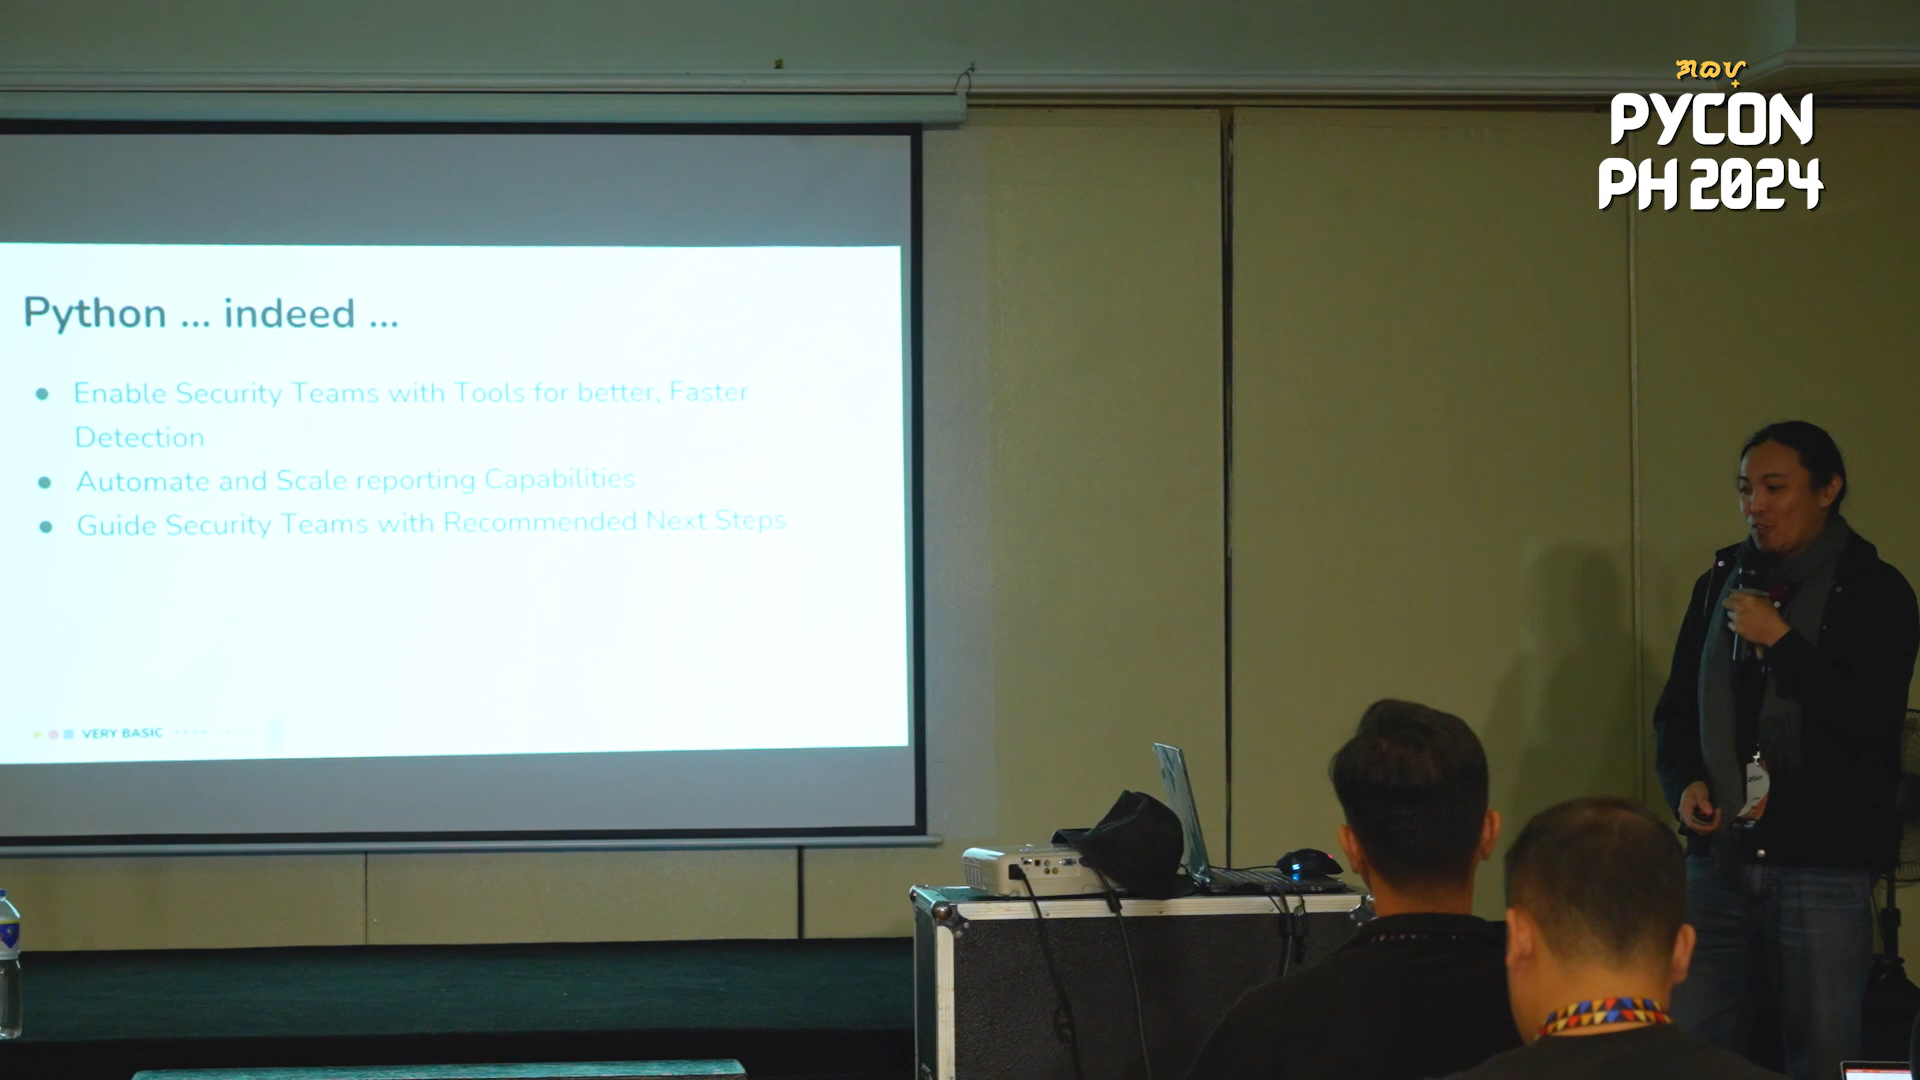 ᜉᜌ᜔
PYCON
PH 2024
Python ... indeed ...
● Enable Security Teams with Tools for better, Faster
Detection
● Automate and Scale reporting Capabilities
● Guide Security Teams with Recommended Next Steps
VERY BASIC